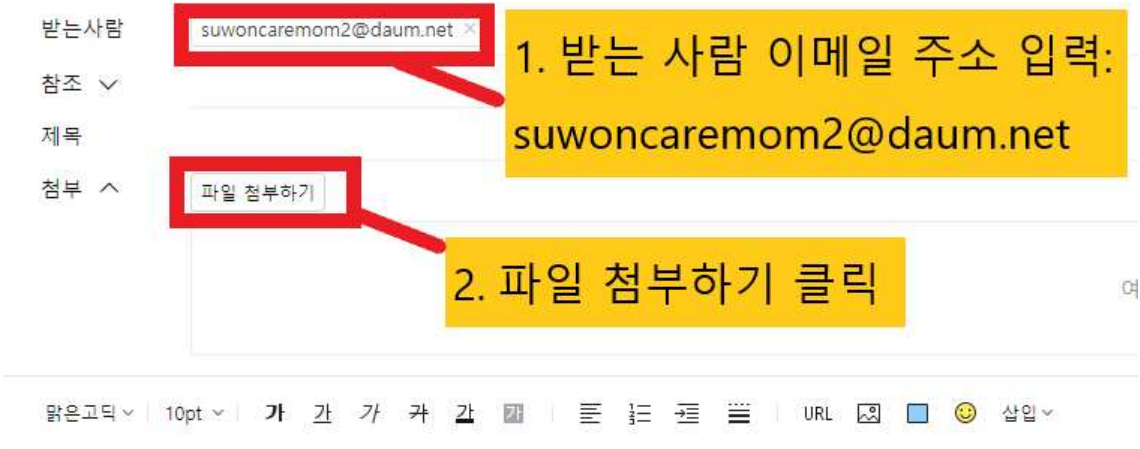 받는사람 suwoncaremom2@daum.net ×
1. 받는 사람 이메일 주소 입력:
suwoncaremom2@daum.net
참조
제목
첨부 파일 첨부하기
2. 파일 첨부하기 클릭
여
맑은고딕 10pt 가 가 가 가 가 가 URL 삽입